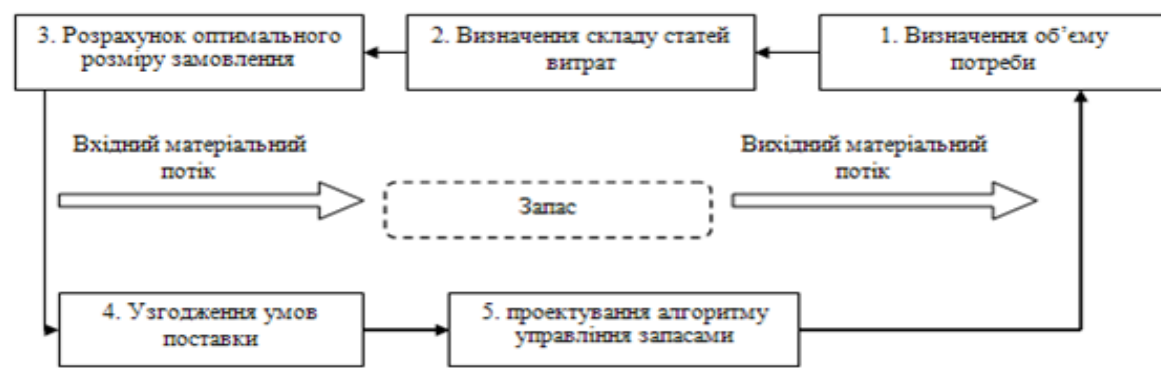 3. Розрахунок оптимального
розміру замовлення
2. Визначення складу статей
витрат
1. Визначення об’єму
потреби
Вхідний матеріальний
потік
Запас
Вихідний матеріальний
потік
4. Узгодження умов
поставки
5. проектування алгоритму
управління запасами